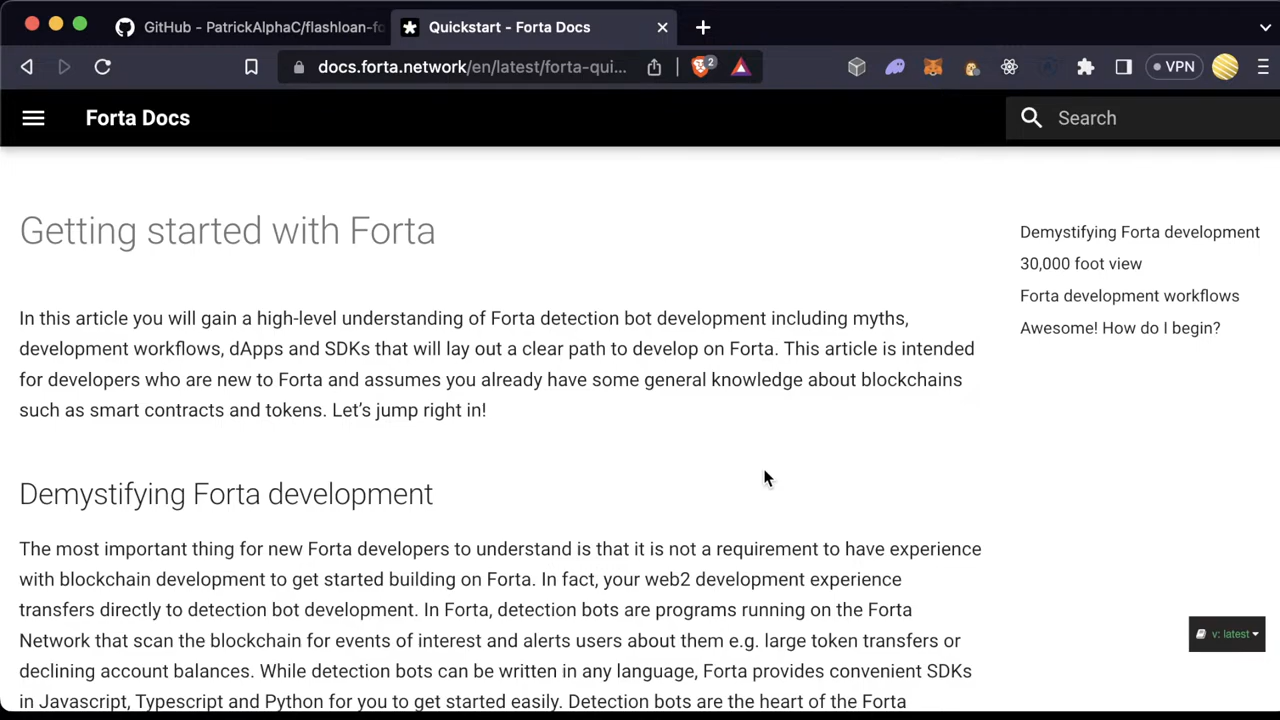 GitHub - PatrickAlphaC/flashloan-fo
Quickstart - Forta Docs
docs.forta.network/en/latest/forta-qui...
2
VPN
Forta Docs
Search
Getting started with Forta
In this article you will gain a high-level understanding of Forta detection bot development including myths,
development workflows, dApps and SDKs that will lay out a clear path to develop on Forta. This article is intended
for developers who are new to Forta and assumes you already have some general knowledge about blockchains
such as smart contracts and tokens. Let’s jump right in!
Demystifying Forta development
30,000 foot view
Forta development workflows
Awesome! How do I begin?
Demystifying Forta development
The most important thing for new Forta developers to understand is that it is not a requirement to have experience
with blockchain development to get started building on Forta. In fact, your web2 development experience
transfers directly to detection bot development. In Forta, detection bots are programs running on the Forta
Network that scan the blockchain for events of interest and alerts users about them e.g. large token transfers or
declining account balances. While detection bots can be written in any language, Forta provides convenient SDKs
in Javascript, Typescript and Python for you to get started easily. Detection bots are the heart of the Forta
v: latest